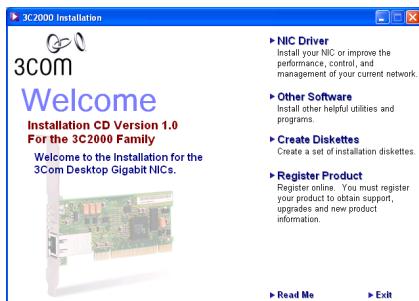 3C2000 Installation
3COM
Welcome
Installation CD Version 1.0
For the 3C2000 Family
Welcome to the Installation for the
3Com Desktop Gigabit NICs.
NIC Driver
Install your NIC or improve the
performance, control, and
management of your current network.
Other Software
Install other helpful utilities and
programs.
Create Diskettes
Create a set of installation diskettes.
Register Product
Register online. You must register
your product to obtain support,
upgrades and new product
information.
Read Me
Exit